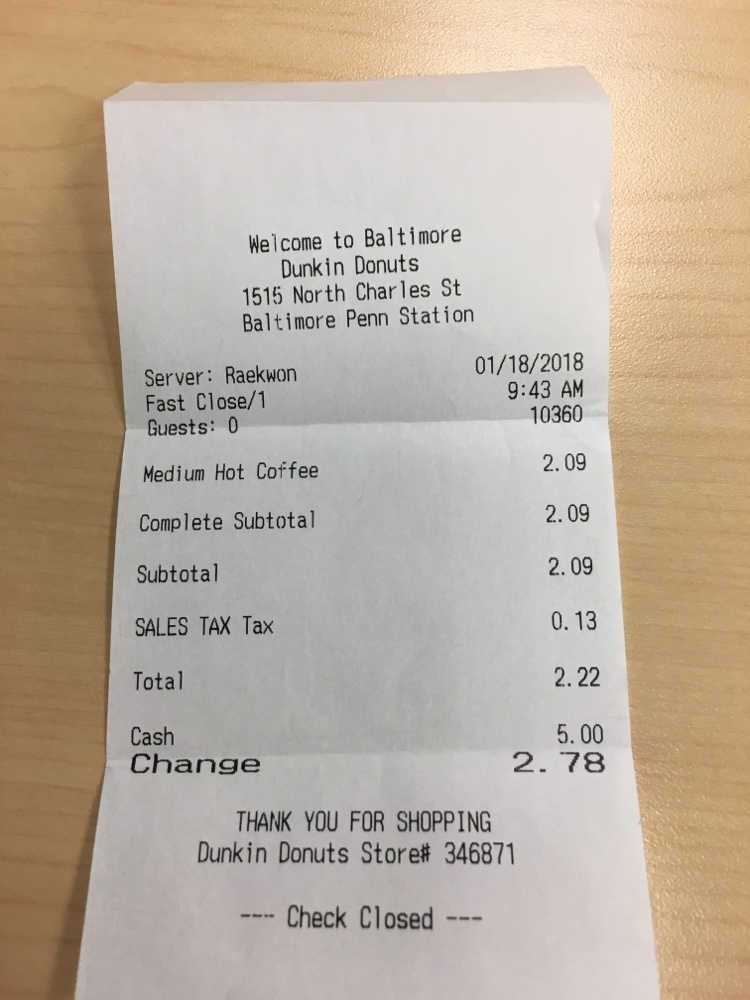 Welcome to Baltimore
Dunkin Donuts
1515 North Charles St
Baltimore Penn Station
Server: Raekwon 01/18/2018
Fast Close/1 9:43 AM
Guests: 0 10360
Medium Hot Coffee 2.09
Complete Subtotal 2.09
Subtotal 2.09
SALES TAX Tax 0.13
Total 2.22
Cash 5.00
Change 2.78
THANK YOU FOR SHOPPING
Dunkin Donuts Store# 346871
--- Check Closed ---